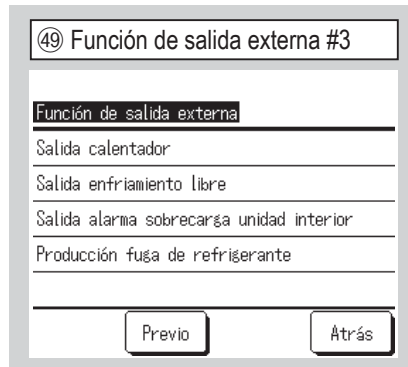 ㊾ Función de salida externa #3
Función de salida externa
Salida calentador
Salida enfriamiento libre
Salida alarma sobrecarga unidad interior
Producción fuga de refrigerante
Previo
Atrás